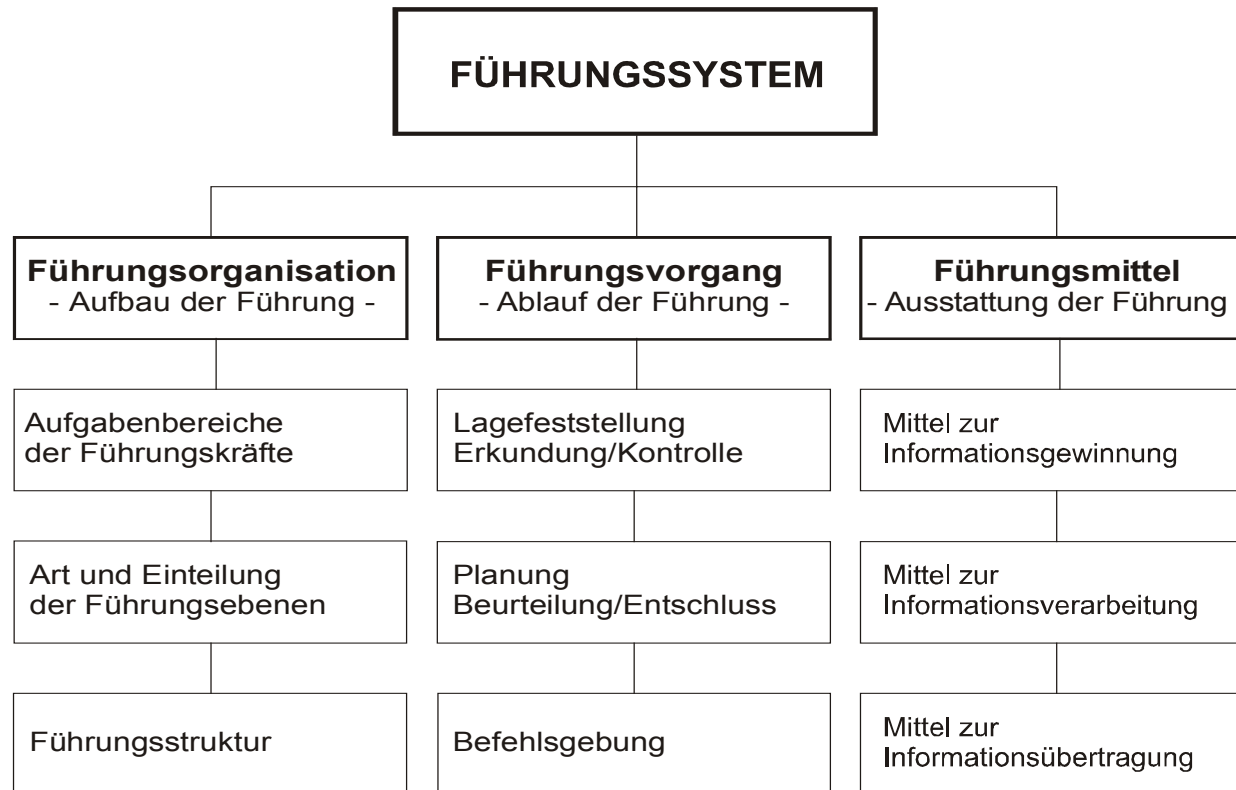 FÜHRUNGSSYSTEM
Führungsorganisation
- Aufbau der Führung -
Aufgabenbereiche
der Führungskräfte
Art und Einteilung
der Führungsebenen
Führungsstruktur
Führungsvorgang
- Ablauf der Führung -
Lagefeststellung
Erkundung/Kontrolle
Planung
Beurteilung/Entschluss
Befehlsgebung
Führungsmittel
- Ausstattung der Führung
Mittel zur
Informationsgewinnung
Mittel zur
Informationsverarbeitung
Mittel zur
Informationsübertragung